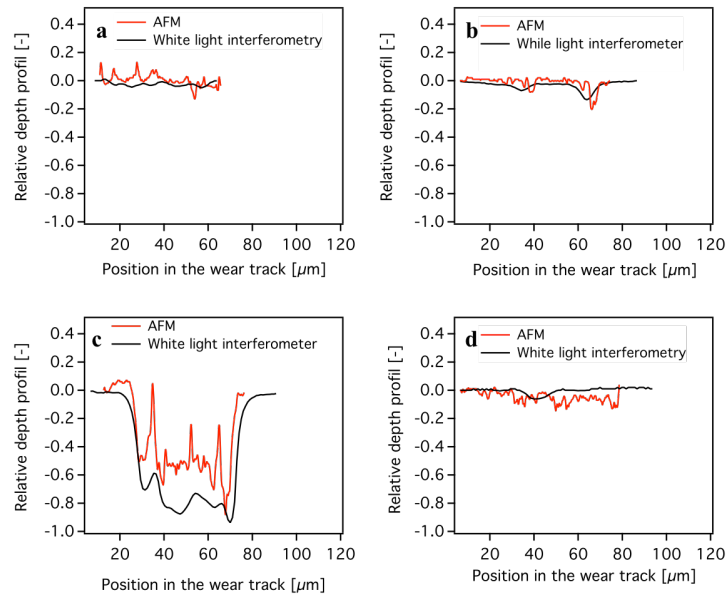 a
AFM
White light interferometry
0.4
0.2
0.0
-0.2
-0.4
-0.6
-0.8
-1.0
Relative depth profil [-]
20 40 60 80 100 120
Position in the wear track [µm]
b
AFM
While light interferometer
0.4
0.2
0.0
-0.2
-0.4
-0.6
-0.8
-1.0
Relative depth profil [-]
20 40 60 80 100 120
Position in the wear track [µm]
c
AFM
White light interferometer
0.4
0.2
0.0
-0.2
-0.4
-0.6
-0.8
-1.0
Relative depth profil [-]
20 40 60 80 100 120
Position in the wear track [µm]
d
AFM
White light interferometry
0.4
0.2
0.0
-0.2
-0.4
-0.6
-0.8
-1.0
Relative depth profil [-]
20 40 60 80 100 120
Position in the wear track [µm]